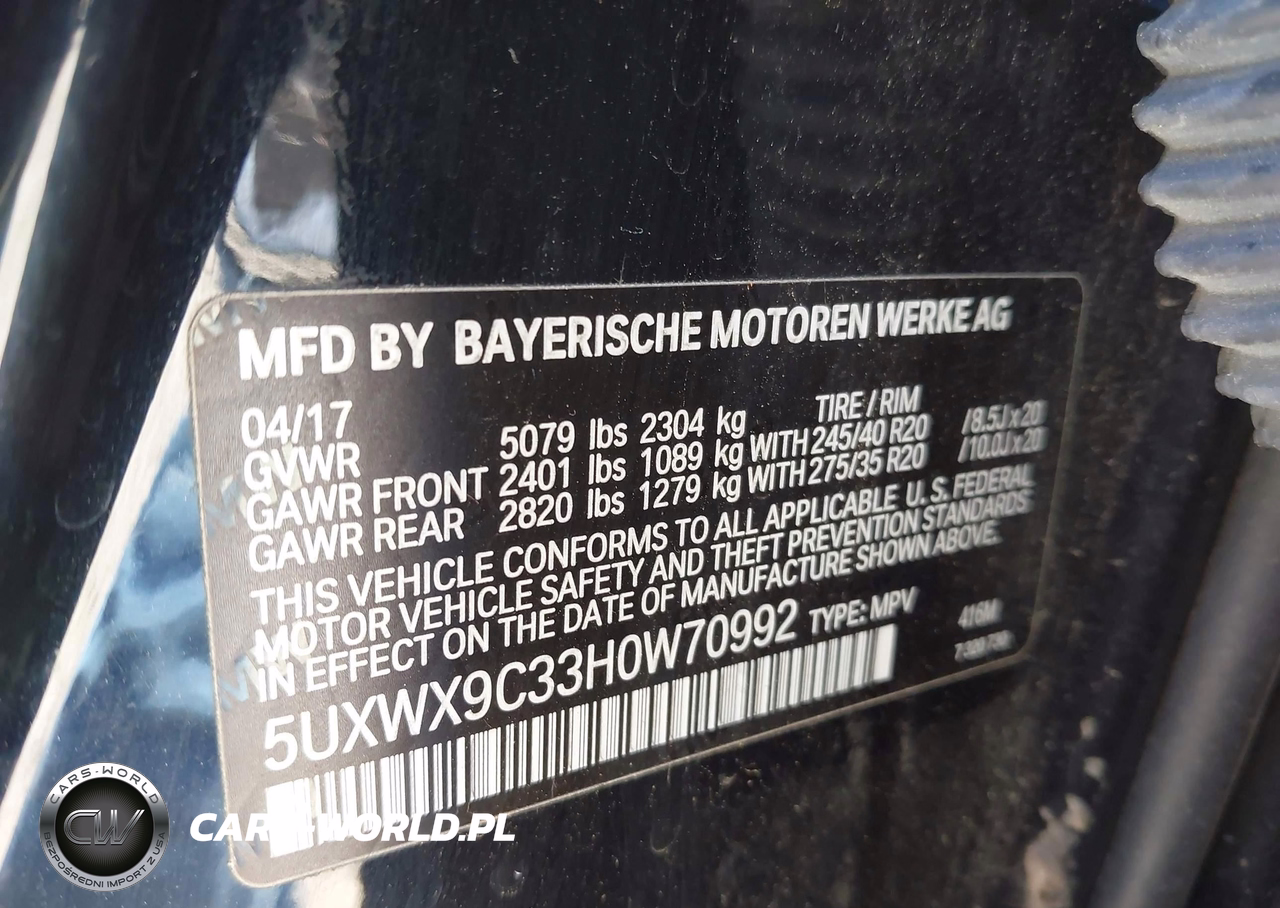 MFD BY BAYERISCHE MOTOREN WERKE AG
04/17
TIRE / RIM
GVWR 5079 lbs 2304 kg
GAWR FRONT 2401 lbs 1089 kg WITH 245/40 R20 /8.5J x 20
GAWR REAR 2820 lbs 1279 kg WITH 275/35 R20 /10.0J x 20
THIS VEHICLE CONFORMS TO ALL APPLICABLE U. S. FEDERAL
MOTOR VEHICLE SAFETY AND THEFT PREVENTION STANDARDS
IN EFFECT ON THE DATE OF MANUFACTURE SHOWN ABOVE.
5UXWX9C33H0W70992 TYPE: MPV
416M
CARS-WORLD
CW
BEZPOŚREDNI IMPORT Z USA
CARS-WORLD.PL